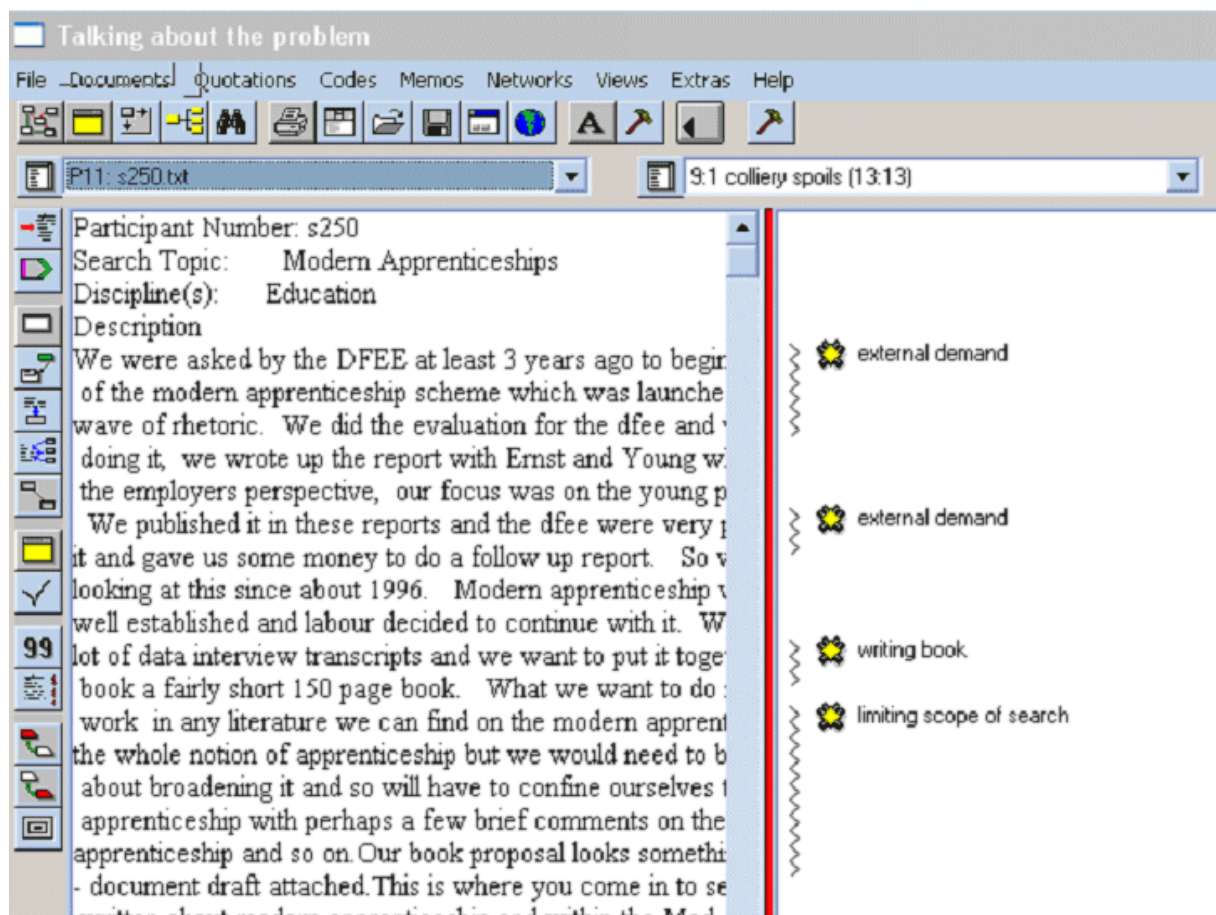 Talking about the problem
File Documents Quotations Codes Memos Networks Views Extras Help
A
P11: s250.txt
9:1 colliery spoils (13:13)
Participant Number: s250
Search Topic: Modern Apprenticeships
Discipline(s): Education
Description
We were asked by the DFEE at least 3 years ago to begin
external demand
of the modern apprenticeship scheme which was launche
wave of rhetoric. We did the evaluation for the dfee and
doing it, we wrote up the report with Ernst and Young w
the employers perspective, our focus was on the young p
We published it in these reports and the dfee were very p
external demand
it and gave us some money to do a follow up report. So w
looking at this since about 1996. Modern apprenticeship w
well established and labour decided to continue with it. W
99
lot of data interview transcripts and we want to put it toge
writing book
book a fairly short 150 page book. What we want to do
work in any literature we can find on the modern apprent
limiting scope of search
the whole notion of apprenticeship but we would need to b
about broadening it and so will have to confine ourselves t
apprenticeship with perhaps a few brief comments on the
apprenticeship and so on. Our book proposal looks somethi
- document draft attached. This is where you come in to se